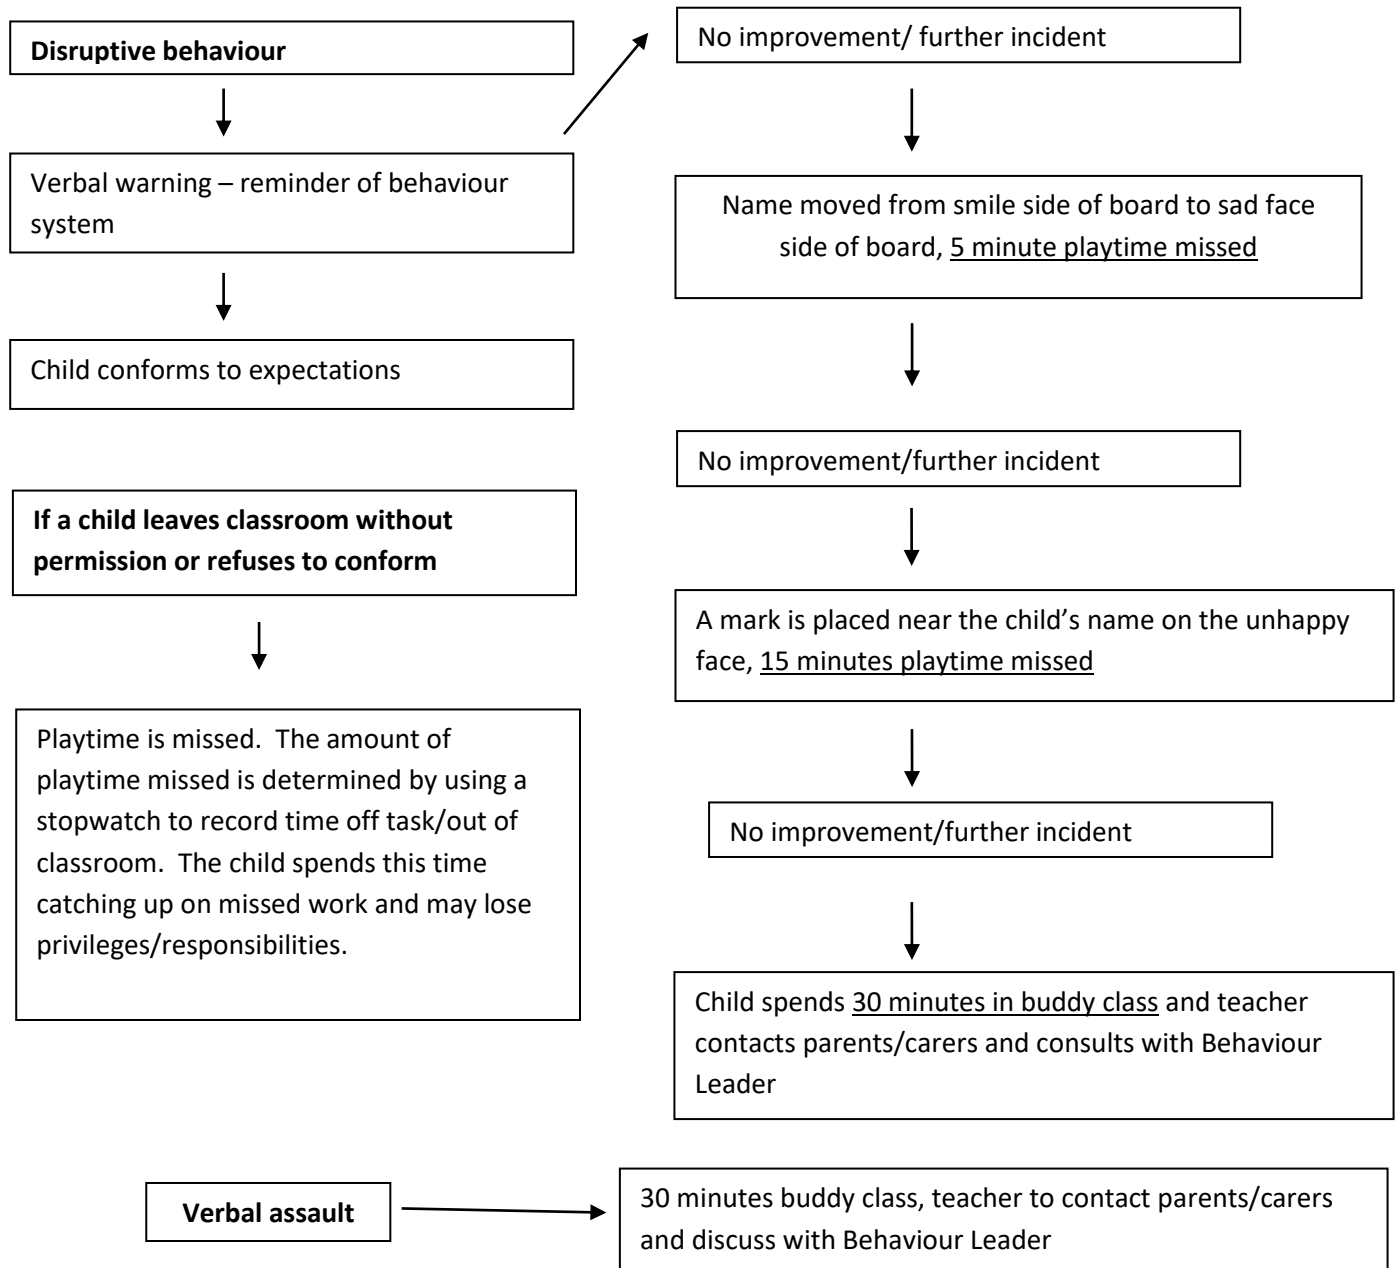 Disruptive behaviour
Verbal warning – reminder of behaviour
system
Child conforms to expectations
If a child leaves classroom without
permission or refuses to conform
Playtime is missed.  The amount of
playtime missed is determined by using a
stopwatch to record time off task/out of
classroom.  The child spends this time
catching up on missed work and may lose
privileges/responsibilities.
No improvement/ further incident
Name moved from smile side of board to sad face
side of board, 5 minute playtime missed
No improvement/further incident
A mark is placed near the child’s name on the unhappy
face, 15 minutes playtime missed
No improvement/further incident
Child spends 30 minutes in buddy class and teacher
contacts parents/carers and consults with Behaviour
Leader
Verbal assault
30 minutes buddy class, teacher to contact parents/carers
and discuss with Behaviour Leader